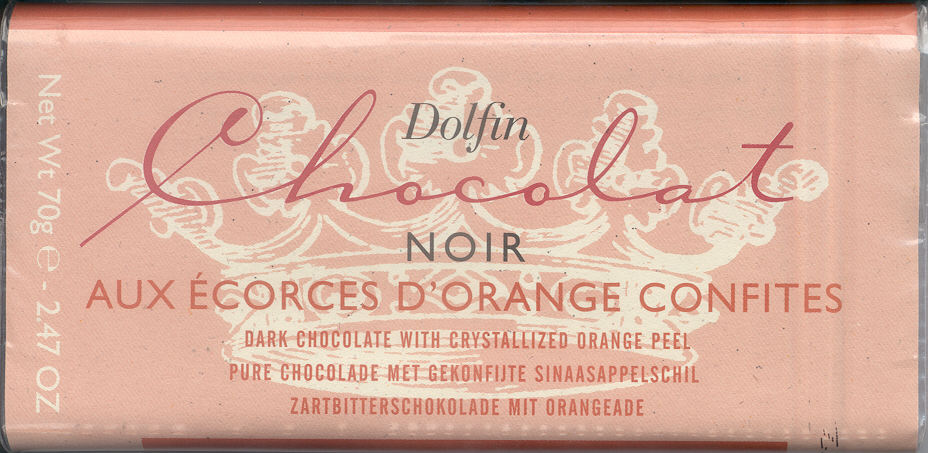 Dolfin
Chocolat
NOIR
AUX ÉCORCES D'ORANGE CONFITES
DARK CHOCOLATE WITH CRYSTALLIZED ORANGE PEEL
PURE CHOCOLADE MET GEKONFIJTE SINAASAPPELSCHIL
ZARTBITTERSCHOKOLADE MIT ORANGEADE
Net Wt 70g ℮ - 2.47 OZ